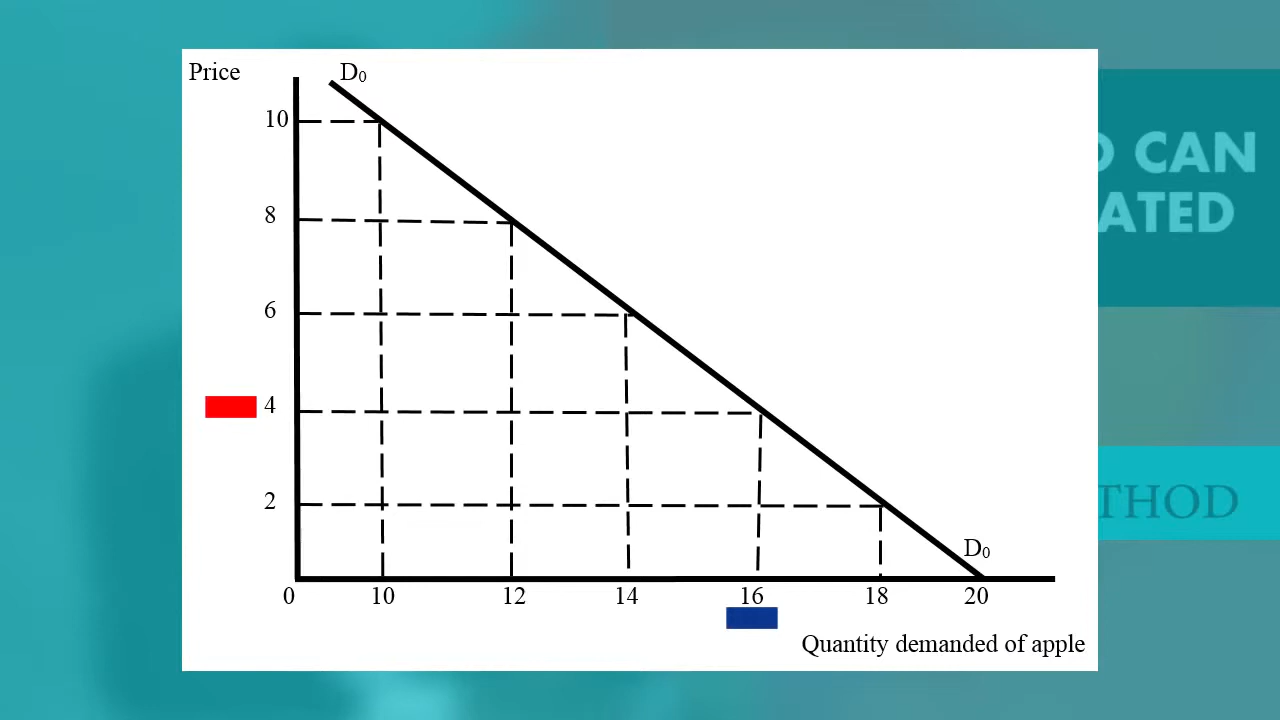 Price
D₀
10
8
6
4
2
D₀
0 10 12 14 16 18 20
Quantity demanded of apple
CAN
ATED
THOD